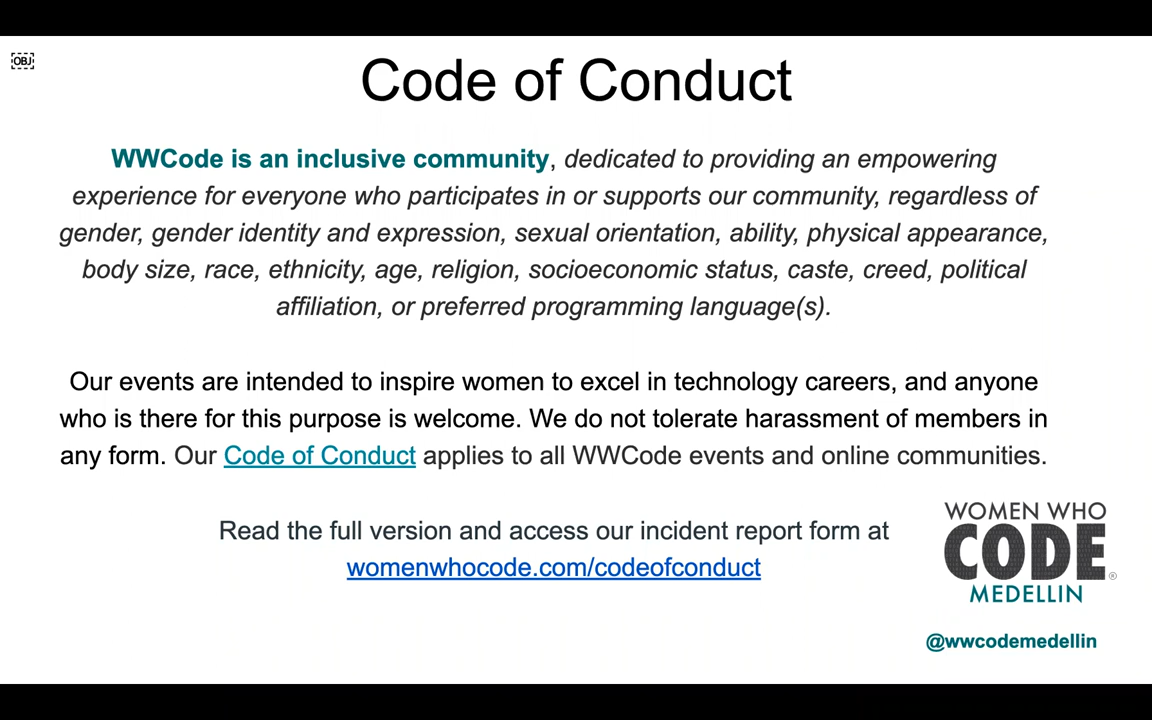 OBJ
Code of Conduct
WWCode is an inclusive community, dedicated to providing an empowering
experience for everyone who participates in or supports our community, regardless of
gender, gender identity and expression, sexual orientation, ability, physical appearance,
body size, race, ethnicity, age, religion, socioeconomic status, caste, creed, political
affiliation, or preferred programming language(s).
Our events are intended to inspire women to excel in technology careers, and anyone
who is there for this purpose is welcome. We do not tolerate harassment of members in
any form. Our Code of Conduct applies to all WWCode events and online communities.
Read the full version and access our incident report form at
womenwhocode.com/codeofconduct
WOMEN WHO
CODE®
MEDELLIN
@wwcodemedellin